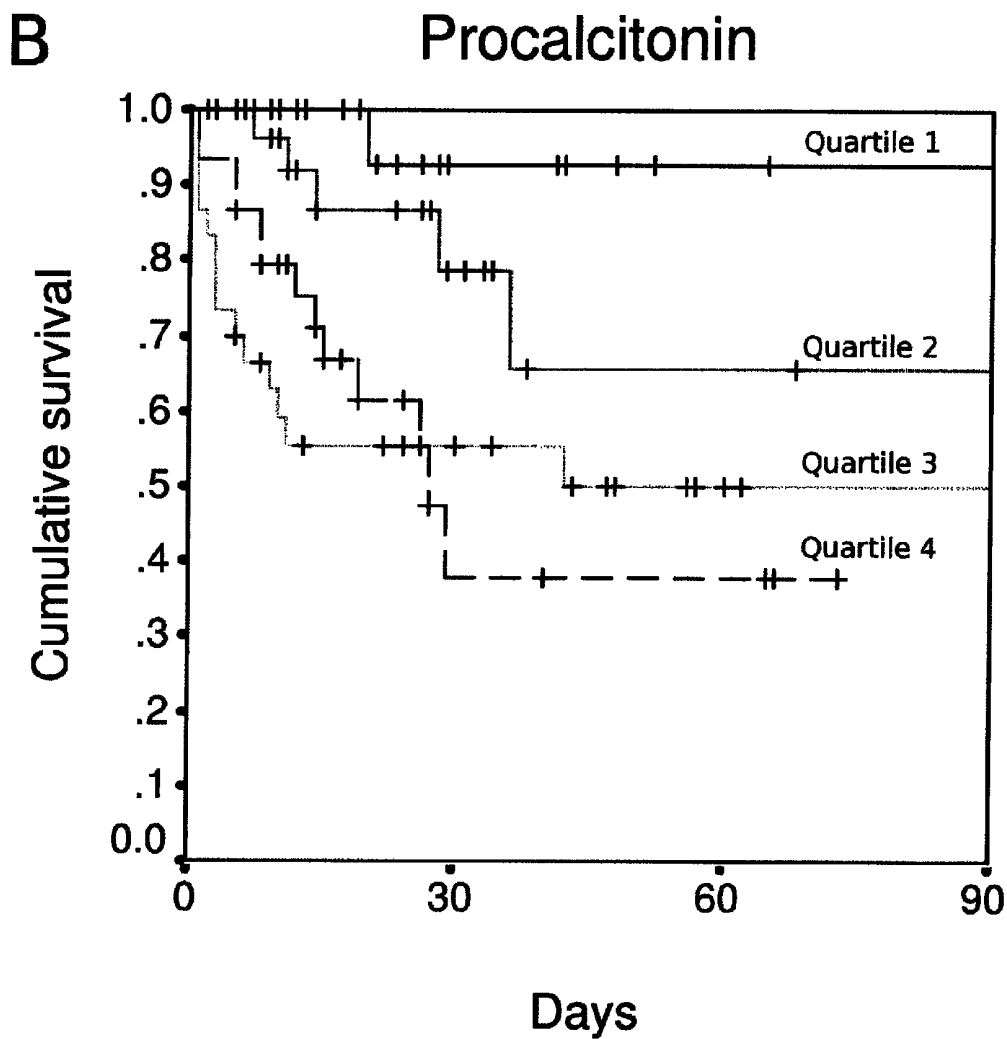 B
Procalcitonin
1.0
.9
.8
.7
.6
.5
.4
.3
.2
.1
0.0
Cumulative survival
Quartile 1
Quartile 2
Quartile 3
Quartile 4
0 30 60 90
Days